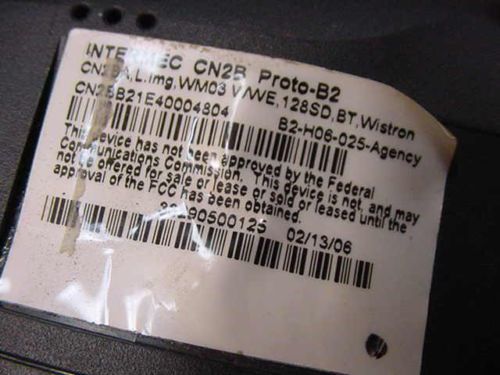 INTERMEC CN2B Proto-B2
CN2BA,L.Img,WM03 WWE,128SD,BT,Wistron
CN2BB21E40004804
B2-H06-025-Agency
This device has not been approved by the Federal
Communications Commission. This device is not, and may
not be offered for sale or lease or sold or leased until the
approval of the FCC has been obtained.
90500125 02/13/06